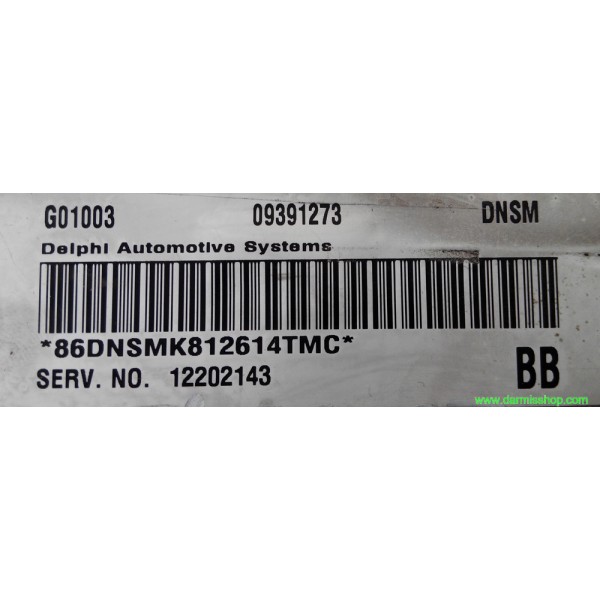 G01003 09391273 DNSM
Delphi Automotive Systems
*86DNSMK812614TMC*
SERV. NO. 12202143 BB
www.darmisshop.com